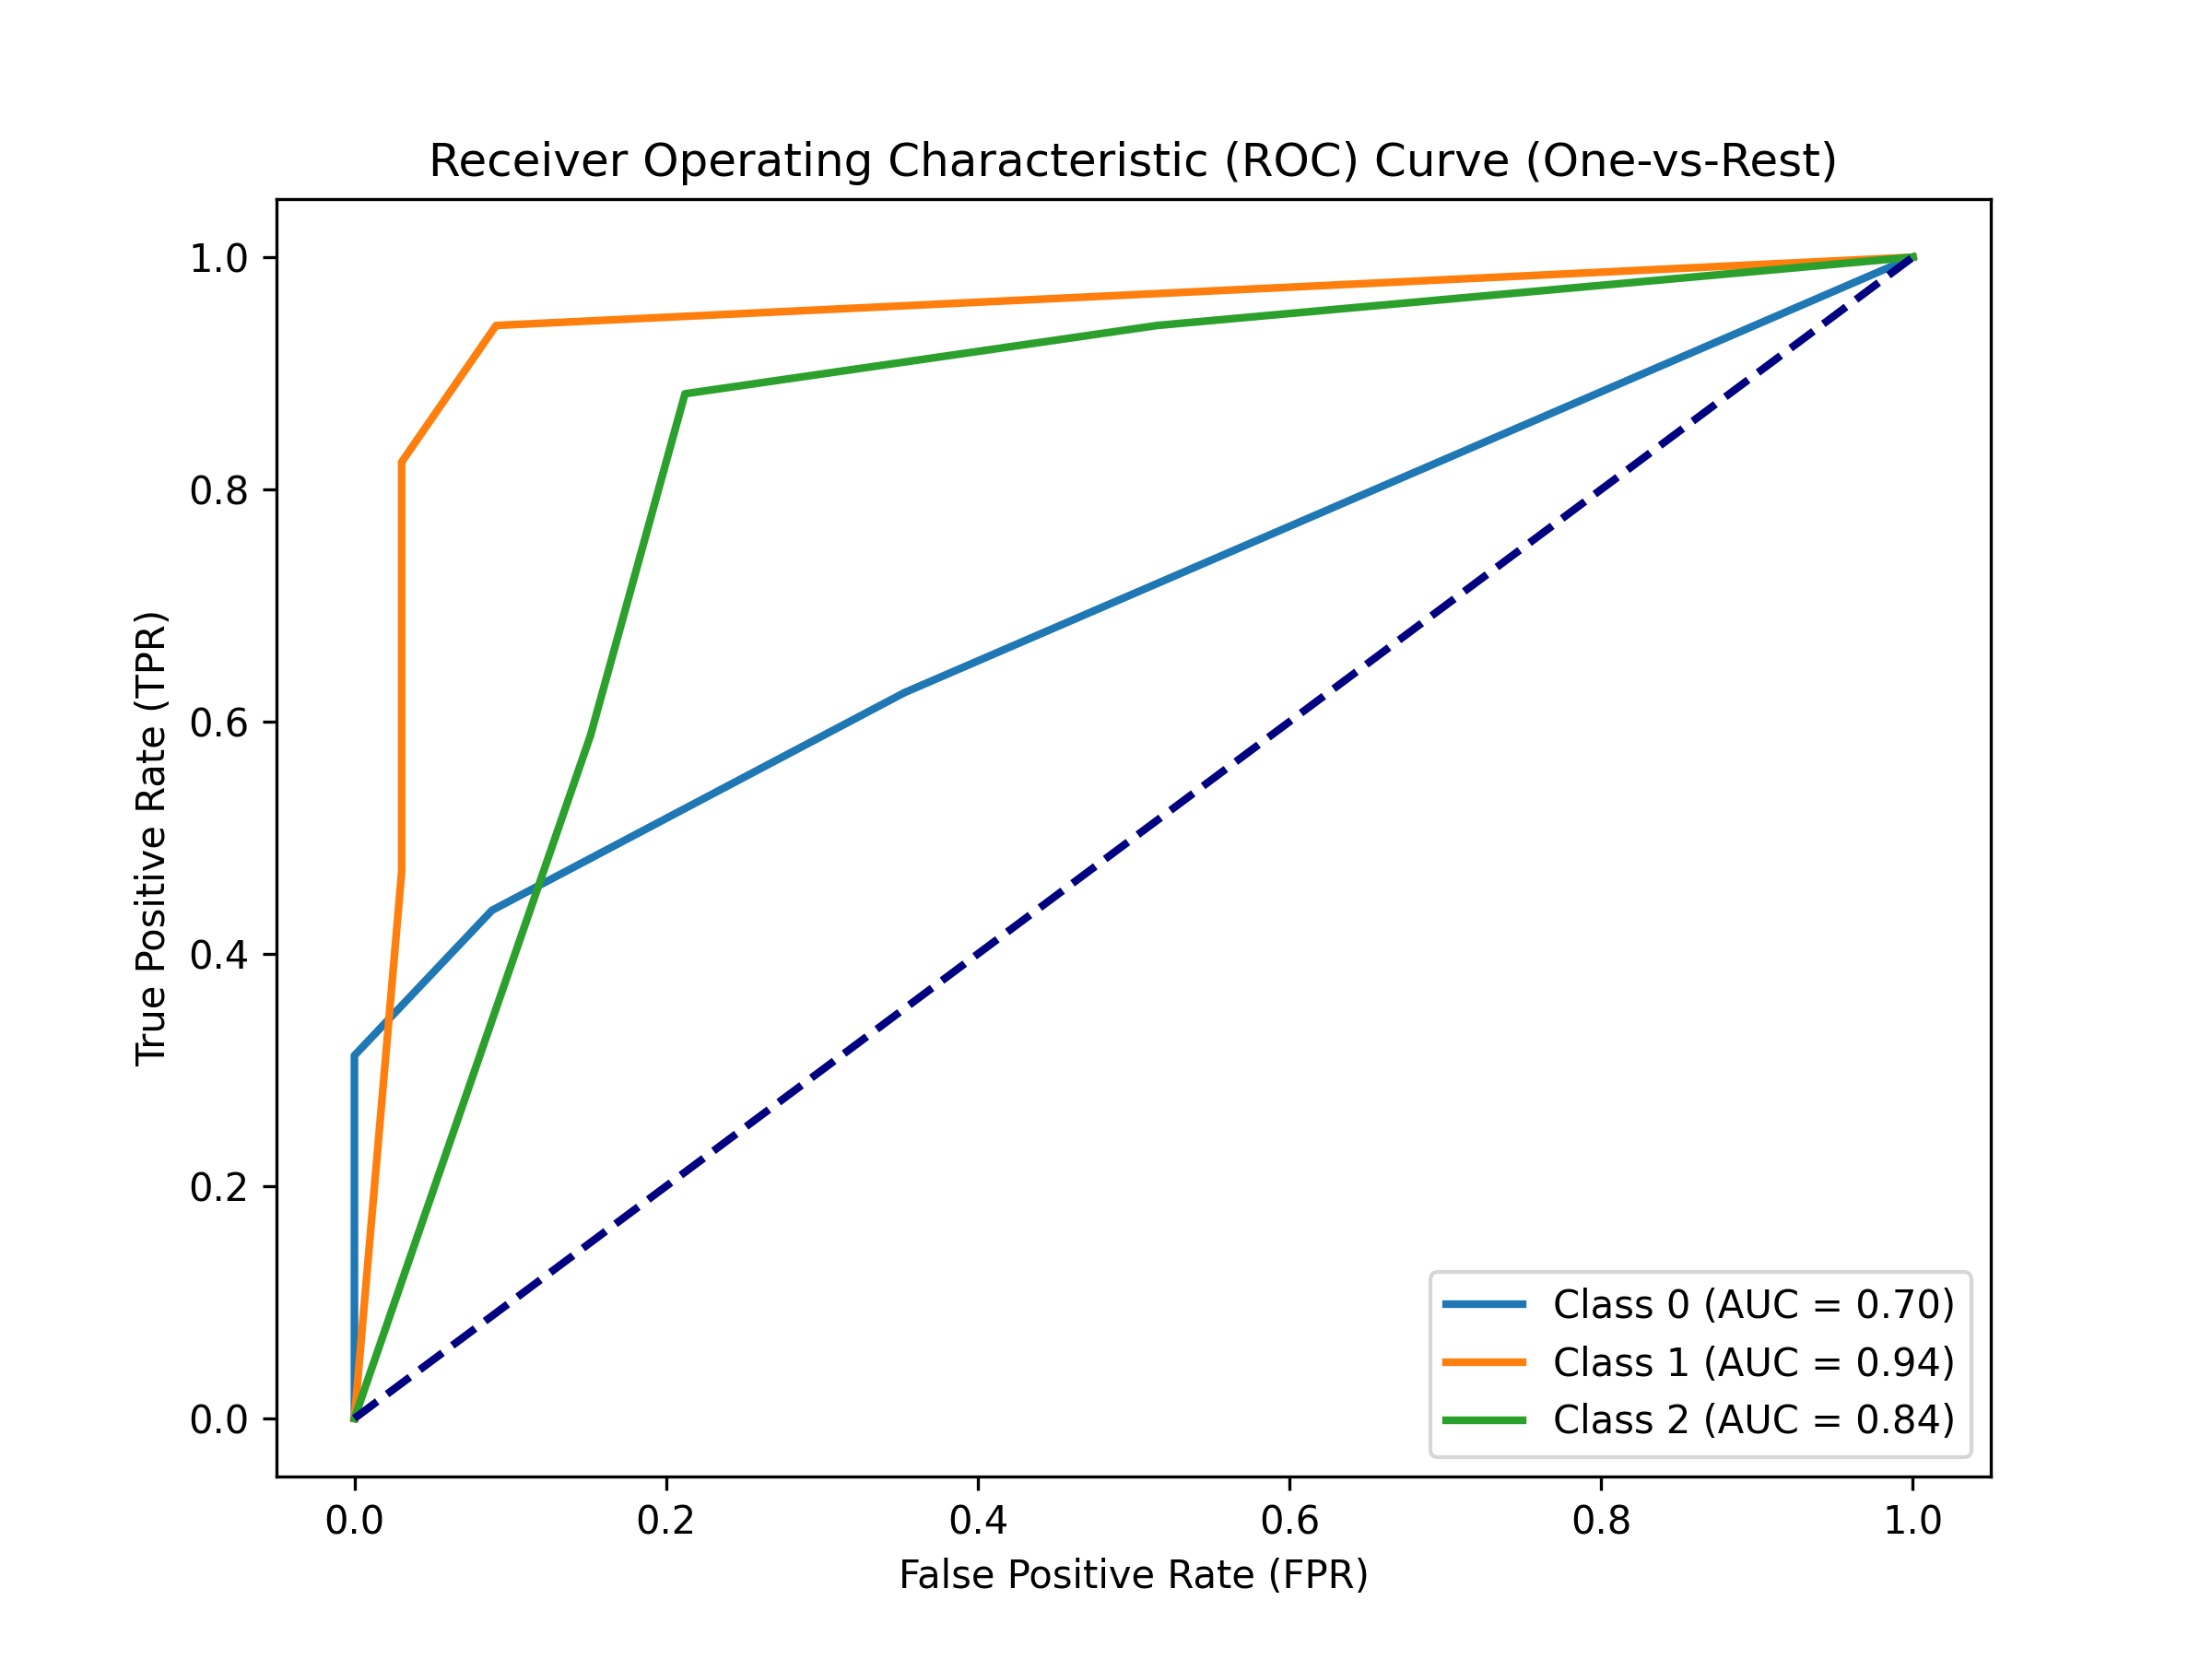 Receiver Operating Characteristic (ROC) Curve (One-vs-Rest)
1.0
0.8
0.6
0.4
0.2
0.0
True Positive Rate (TPR)
Class 0 (AUC = 0.70)
Class 1 (AUC = 0.94)
Class 2 (AUC = 0.84)
0.0 0.2 0.4 0.6 0.8 1.0
False Positive Rate (FPR)